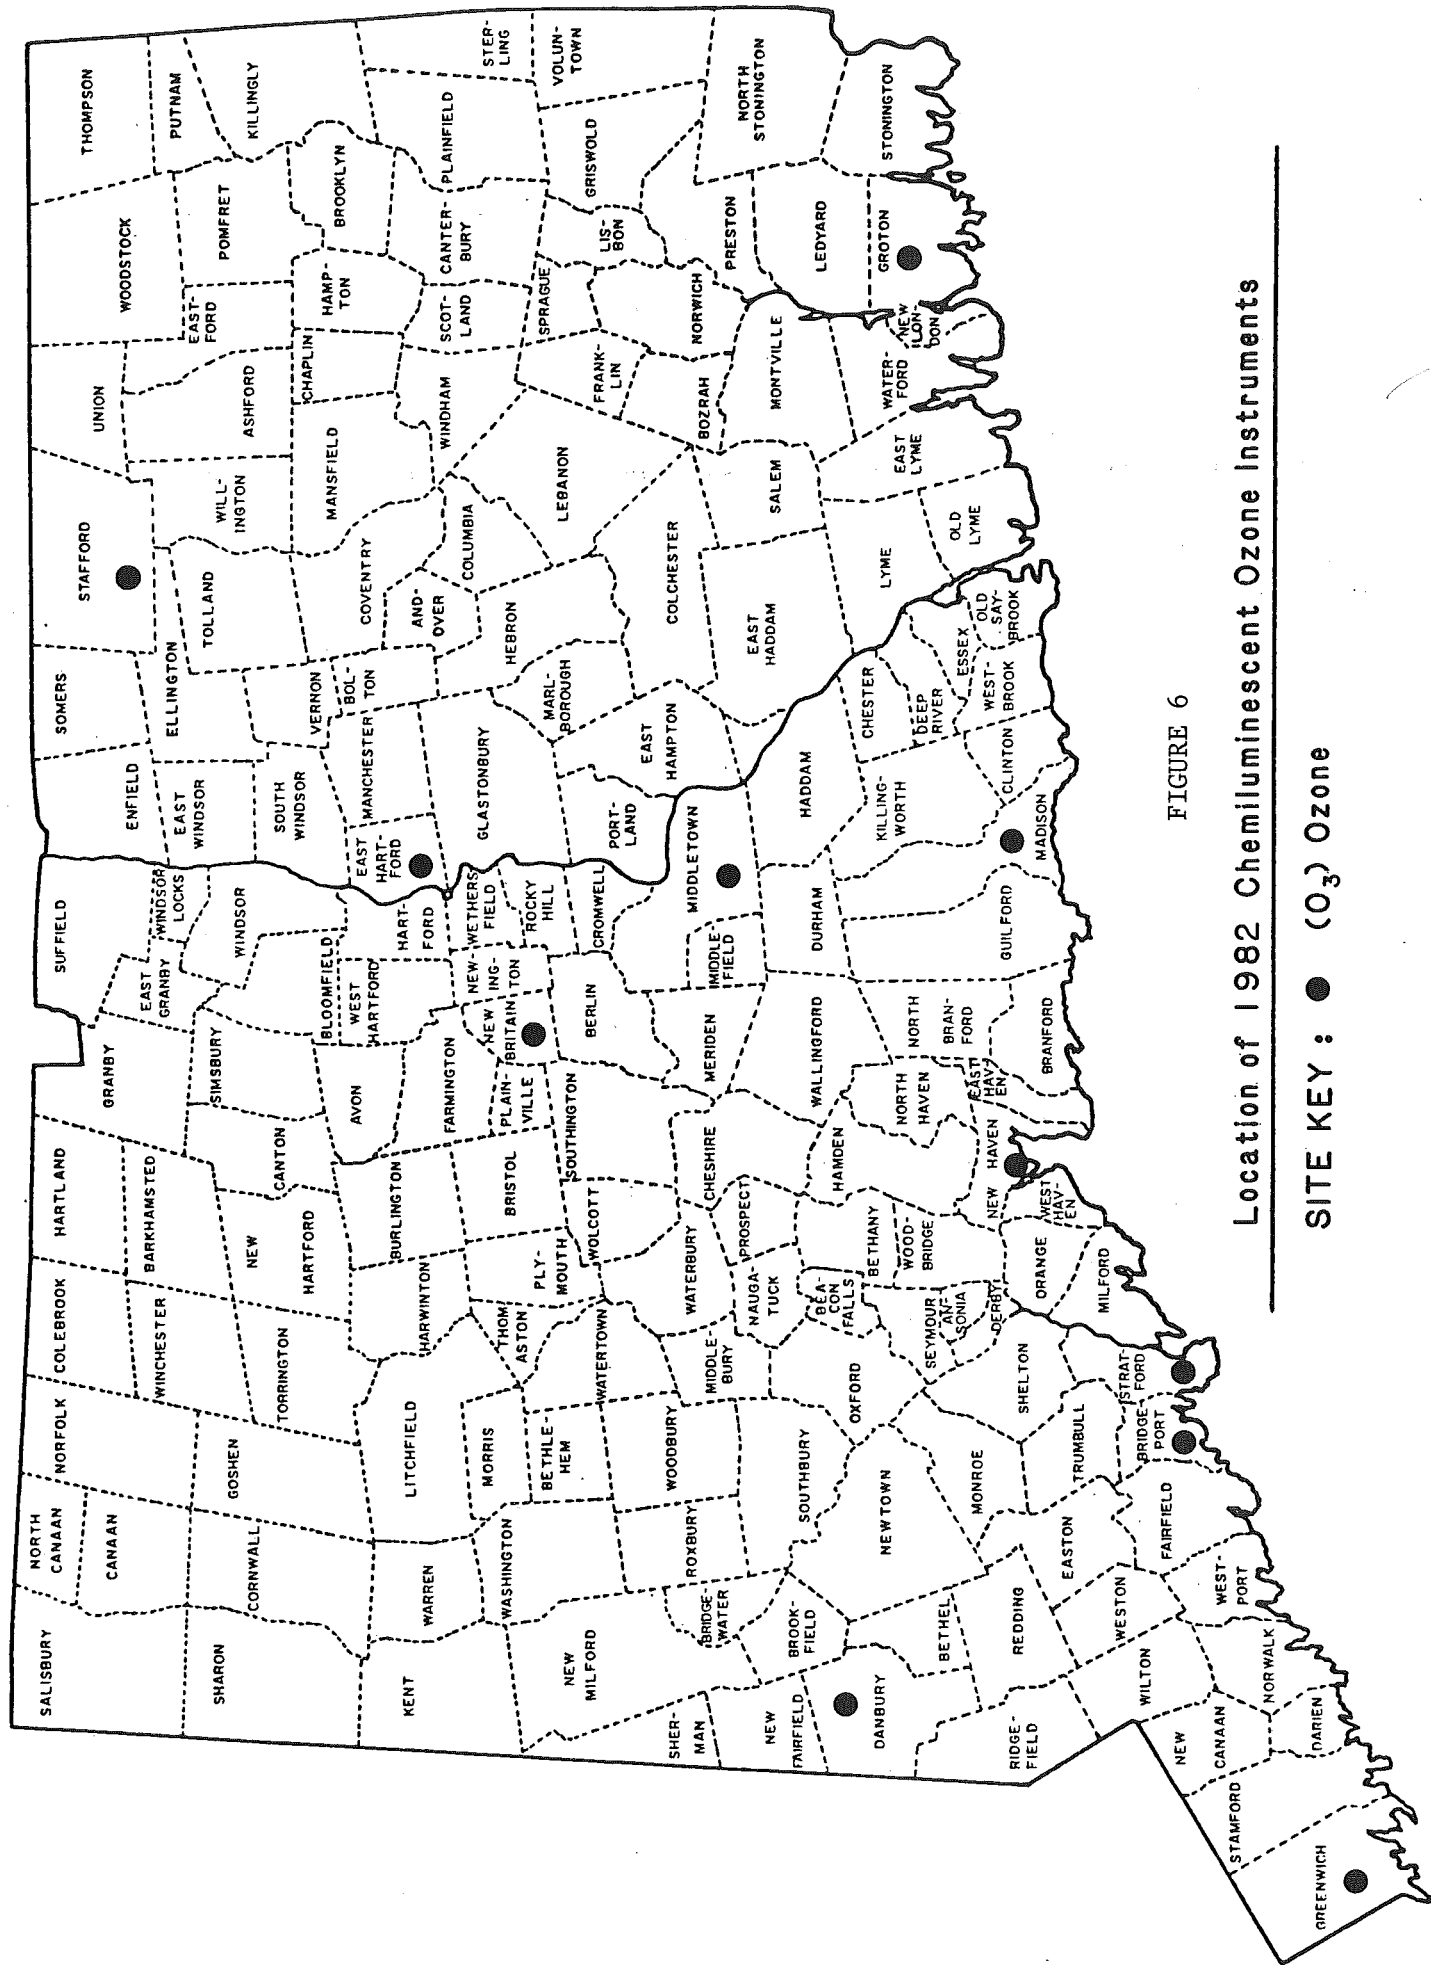 SALISBURY
NORTH
CANAAN
CANAAN
NORFOLK
COLEBROOK
HARTLAND
GRANBY
SUFFIELD
EAST
GRANBY
WINDSOR
LOCKS
ENFIELD
SOMERS
STAFFORD
UNION
WOODSTOCK
THOMPSON
PUTNAM
SHARON
CORNWALL
GOSHEN
WINCHESTER
BARKHAMSTED
TORRINGTON
NEW
HARTFORD
CANTON
SIMSBURY
WINDSOR
BLOOMFIELD
EAST
WINDSOR
SOUTH
WINDSOR
ELLINGTON
VERNON
TOLLAND
WILL-
INGTON
ASHFORD
EAST-
FORD
POMFRET
KILLINGLY
KENT
WARREN
LITCHFIELD
HARWINTON
BURLINGTON
AVON
WEST
HARTFORD
HART-
FORD
EAST
HART-
FORD
MANCHESTER
BOL-
TON
COVENTRY
AND-
OVER
MANSFIELD
CHAPLIN
HAMP-
TON
BROOKLYN
NEW
MILFORD
WASHINGTON
MORRIS
BETHLE-
HEM
THOM
ASTON
WATERTOWN
PLY-
MOUTH
BRISTOL
FARMINGTON
PLAIN-
VILLE
NEW
BRITAIN
NEW-
ING-
TON
WETHERS
FIELD
ROCKY
HILL
GLASTONBURY
HEBRON
MARL-
BOROUGH
COLUMBIA
WINDHAM
SCOT-
LAND
CANTER-
BURY
PLAINFIELD
STER-
LING
VOLUN-
TOWN
SHER-
MAN
NEW
FAIRFIELD
BRIDGE-
WATER
BROOK-
FIELD
ROXBURY
WOODBURY
SOUTHBURY
MIDDLE-
BURY
WATERBURY
WOLCOTT
SOUTHINGTON
BERLIN
CROMWELL
PORT-
LAND
EAST
HAMPTON
COLCHESTER
LEBANON
FRANK-
LIN
SPRAGUE
LIS-
BON
GRISWOLD
NORWICH
BOZRAH
PRESTON
NORTH
STONINGTON
NAUGA-
TUCK
PROSPECT
CHESHIRE
MERIDEN
MIDDLE-
FIELD
MIDDLETOWN
HADDAM
EAST
HADDAM
SALEM
MONTVILLE
LEDYARD
DANBURY
BETHEL
NEWTOWN
OXFORD
BEA-
CON
FALLS
BETHANY
HAMDEN
WALLINGFORD
DURHAM
KILLING-
WORTH
CHESTER
DEEP
RIVER
ESSEX
LYME
EAST
LYME
WATER-
FORD
NEW
LON-
DON
GROTON
STONINGTON
RIDGE-
FIELD
REDDING
MONROE
SHELTON
SEYMOUR
AN-
SONIA
DERBY
WOOD-
BRIDGE
NORTH
HAVEN
NORTH
BRAN-
FORD
GUILFORD
MADISON
CLINTON
WEST-
BROOK
OLD
SAY-
BROOK
OLD
LYME
WILTON
WESTON
EASTON
TRUMBULL
ORANGE
NEW HAVEN
WEST
HAV-
EN
EAST
HAV-
EN
BRANFORD
NEW
CANAAN
NORWALK
WEST-
PORT
FAIRFIELD
BRIDGE-
PORT
STRAT-
FORD
MILFORD
STAMFORD
DARIEN
GREENWICH
FIGURE 6
Location of 1982 Chemiluminescent Ozone Instruments
SITE KEY : ● (O₃) Ozone